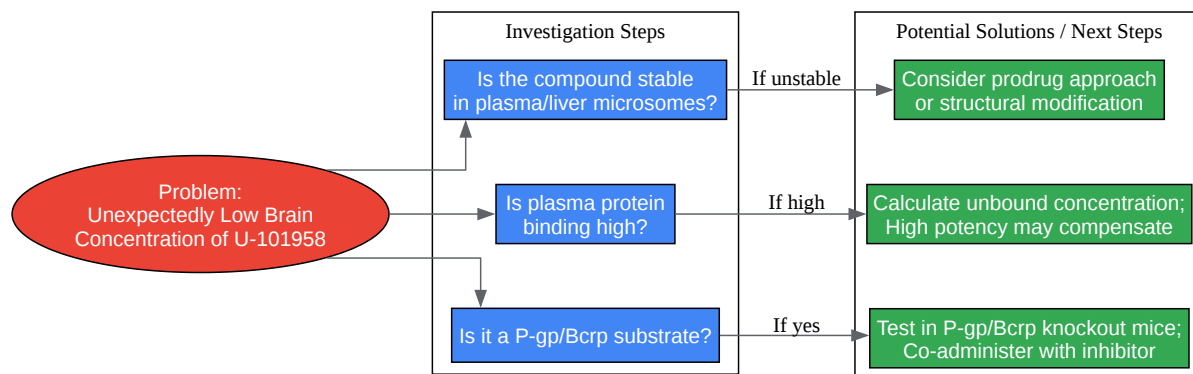 Problem:
Unexpectedly Low Brain
Concentration of U-101958
Investigation Steps
Is the compound stable
in plasma/liver microsomes?
Is plasma protein
binding high?
Is it a P-gp/Bcrp substrate?
If unstable
If high
If yes
Potential Solutions / Next Steps
Consider prodrug approach
or structural modification
Calculate unbound concentration;
High potency may compensate
Test in P-gp/Bcrp knockout mice;
Co-administer with inhibitor